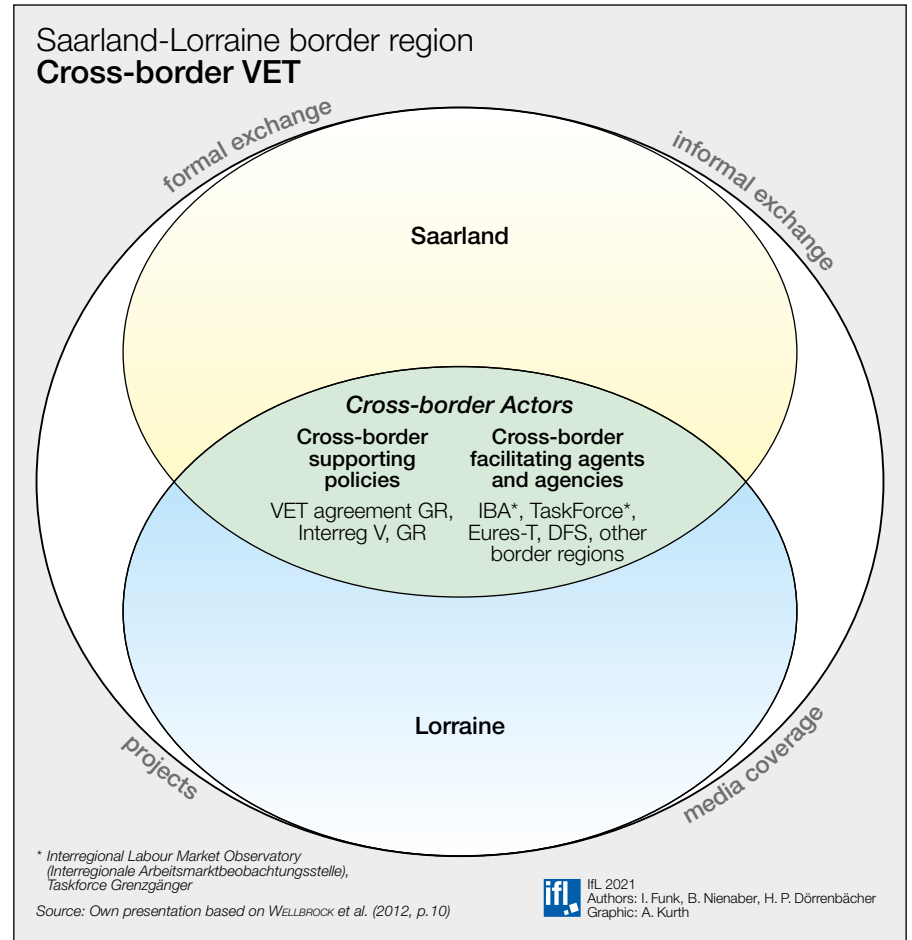 Saarland-Lorraine border region
Cross-border VET
formal exchange
informal exchange
Saarland
Cross-border Actors
Cross-border
supporting
policies
VET agreement GR,
Interreg V, GR
Cross-border
facilitating agents
and agencies
IBA*, TaskForce*,
Eures-T, DFS, other
border regions
Lorraine
projects
media coverage
* Interregional Labour Market Observatory
(Interregionale Arbeitsmarktbeobachtungsstelle),
Taskforce Grenzgänger
Source: Own presentation based on WELLBROCK et al. (2012, p.10)
ifl
IfL 2021
Authors: I. Funk, B. Nienaber, H. P. Dörrenbächer
Graphic: A. Kurth